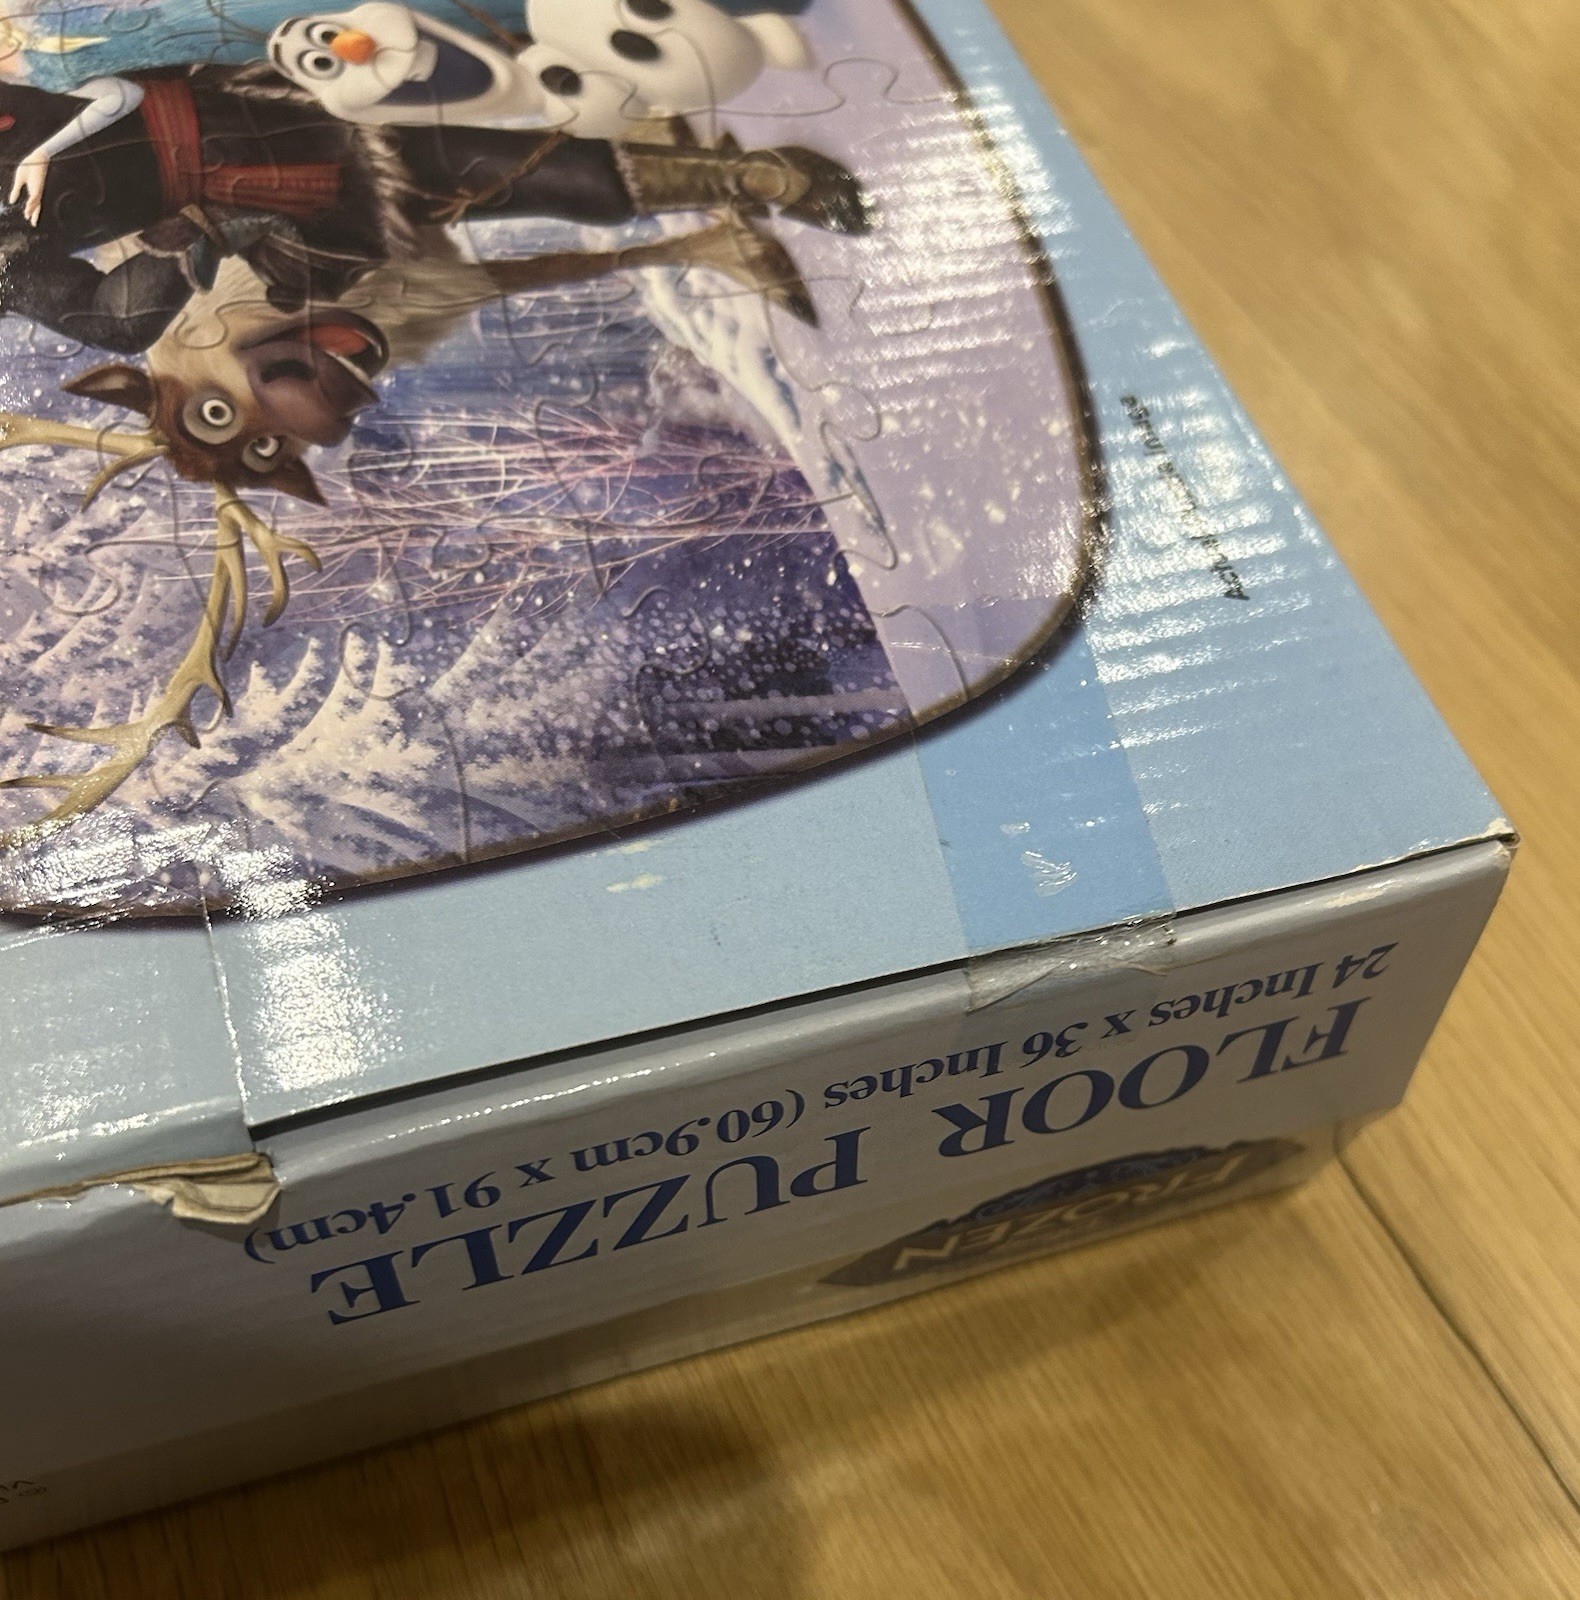 FROZEN
FLOOR PUZZLE
24 Inches x 36 Inches (60.9cm x 91.4cm)